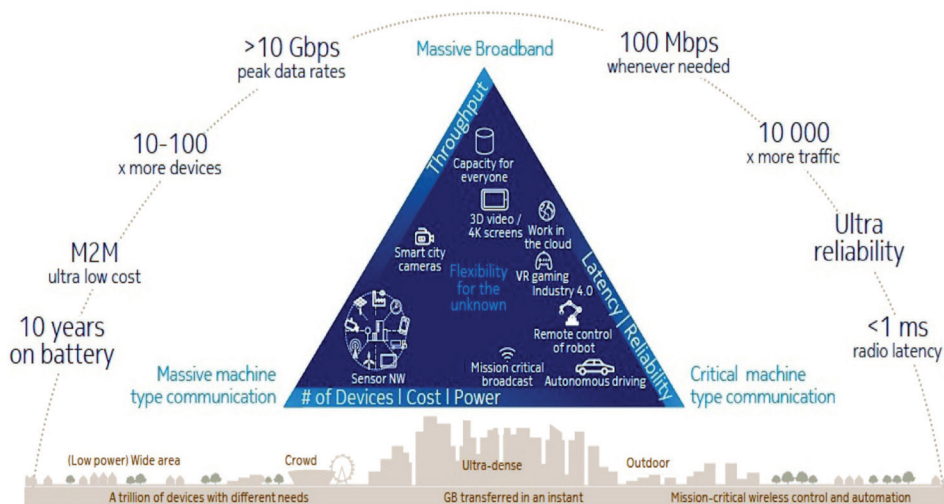 >10 Gbps
peak data rates
Massive Broadband
100 Mbps
whenever needed
10-100
x more devices
10 000
x more traffic
M2M
ultra low cost
Ultra
reliability
10 years
on battery
<1 ms
radio latency
Throughput
Capacity for
everyone
3D video /
4K screens
Work in
the cloud
Smart city
cameras
Flexibility
for the
unknown
VR gaming
Industry 4.0
Latency | Reliability
Remote control
of robot
Sensor NW
Mission critical
broadcast
Autonomous driving
Massive machine
type communication
# of Devices | Cost | Power
Critical machine
type communication
(Low power) Wide area
Crowd
Ultra-dense
Outdoor
A trillion of devices with different needs
GB transferred in an instant
Mission-critical wireless control and automation